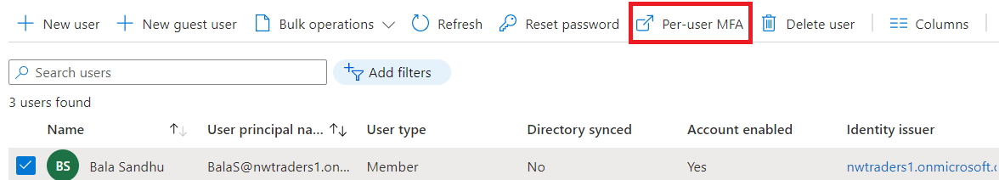 New user New guest user Bulk operations Refresh Reset password Per-user MFA Delete user Columns
Search users Add filters
3 users found
Name User principal na... User type Directory synced Account enabled Identity issuer
BS Bala Sandhu BalaS@nwtraders1.on... Member No Yes nwtraders1.onmicrosoft.